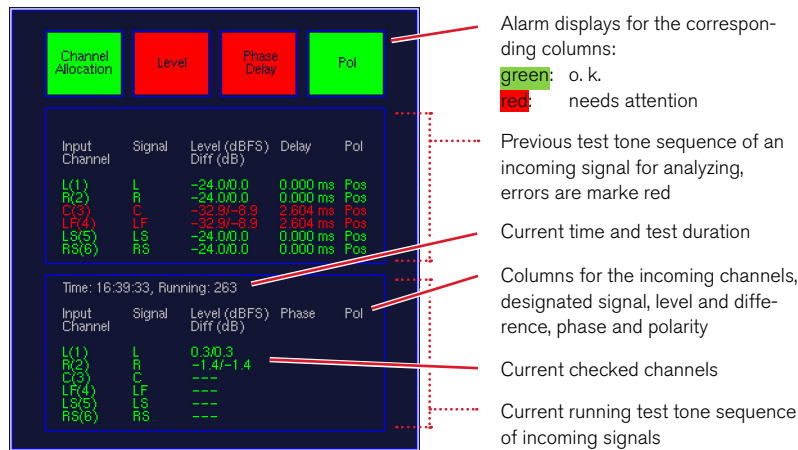 Channel
Allocation
Level
Phase
Delay
Pol
Input
Channel
Signal
Level (dBFS)
Diff (dB)
Delay
Pol
L(1) L -24.0/0.0 0.000 ms Pos
R(2) R -24.0/0.0 0.000 ms Pos
C(3) C -32.9/-8.9 2.604 ms Pos
LF(4) LF -32.9/-8.9 2.604 ms Pos
LS(5) LS -24.0/0.0 0.000 ms Pos
RS(6) RS -24.0/0.0 0.000 ms Pos
Time: 16:39:33, Running: 263
Input
Channel
Signal
Level (dBFS)
Diff (dB)
Phase
Pol
L(1) L 0.3/0.3
R(2) R -1.4/-1.4
C(3) C ---
LF(4) LF ---
LS(5) LS ---
RS(6) RS ---
Alarm displays for the correspon-
ding columns:
green: o. k.
red: needs attention
Previous test tone sequence of an
incoming signal for analyzing,
errors are marke red
Current time and test duration
Columns for the incoming channels,
designated signal, level and diffe-
rence, phase and polarity
Current checked channels
Current running test tone sequence
of incoming signals